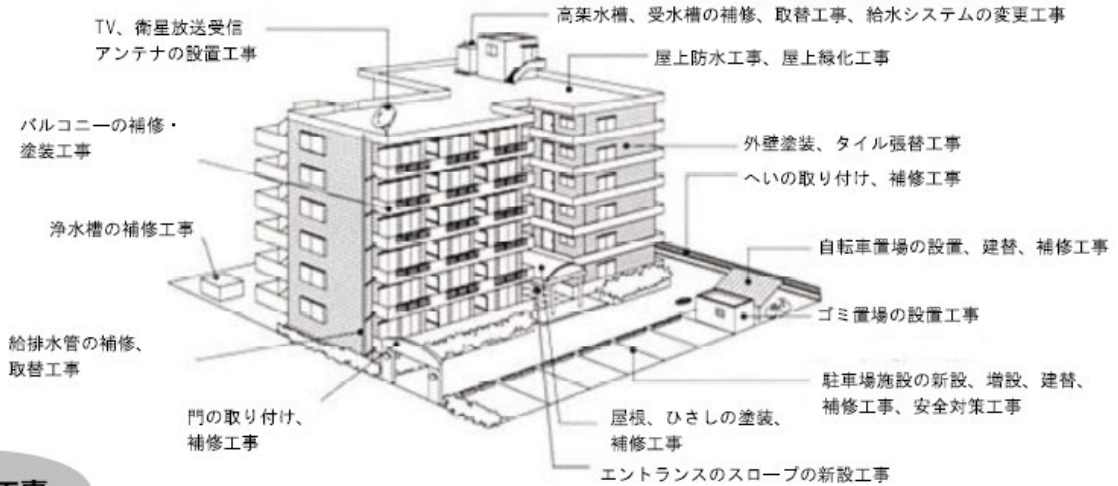 TV、衛星放送受信
アンテナの設置工事
高架水槽、受水槽の補修、取替工事、給水システムの変更工事
屋上防水工事、屋上緑化工事
バルコニーの補修・
塗装工事
外壁塗装、タイル張替工事
へいの取り付け、補修工事
浄水槽の補修工事
自転車置場の設置、建替、補修工事
ゴミ置場の設置工事
給排水管の補修、
取替工事
駐車場施設の新設、増設、建替、
補修工事、安全対策工事
門の取り付け、
補修工事
屋根、ひさしの塗装、
補修工事
エントランスのスロープの新設工事